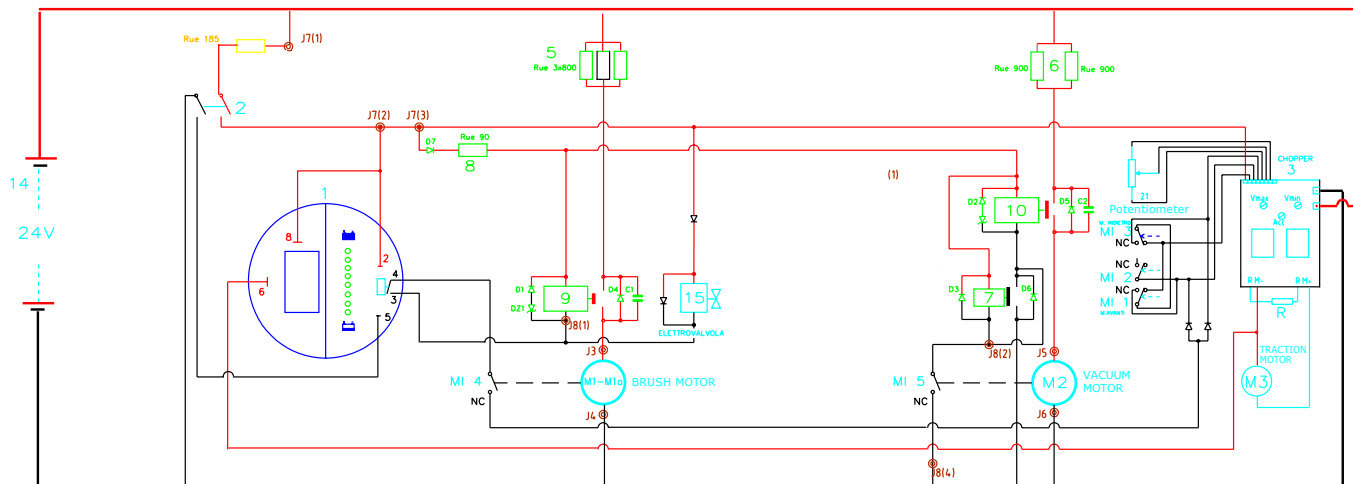 Rue 185
J7(1)
5
Rue 3x800
Rue 900
6
Rue 900
2
J7(2)
J7(3)
D7
Rue 90
8
14
24V
1
8
6
2
4
3
5
D1
DZ1
9
D4
C1
J8(1)
15
ELETTROVALVOLA
(1)
D2
10
D5
C2
D3
7
D6
J8(2)
21
Potentiometer
CHOPPER
3
Vmax
Vmin
Acc
MI 3
NC
NC
MI 2
NC
MI 1
M.AVANTI
R M-
R M-
R
TRACTION
MOTOR
M3
J3
MI 4
NC
M1-M1a
BRUSH MOTOR
J4
J5
MI 5
NC
M2
VACUUM
MOTOR
J6
J8(4)